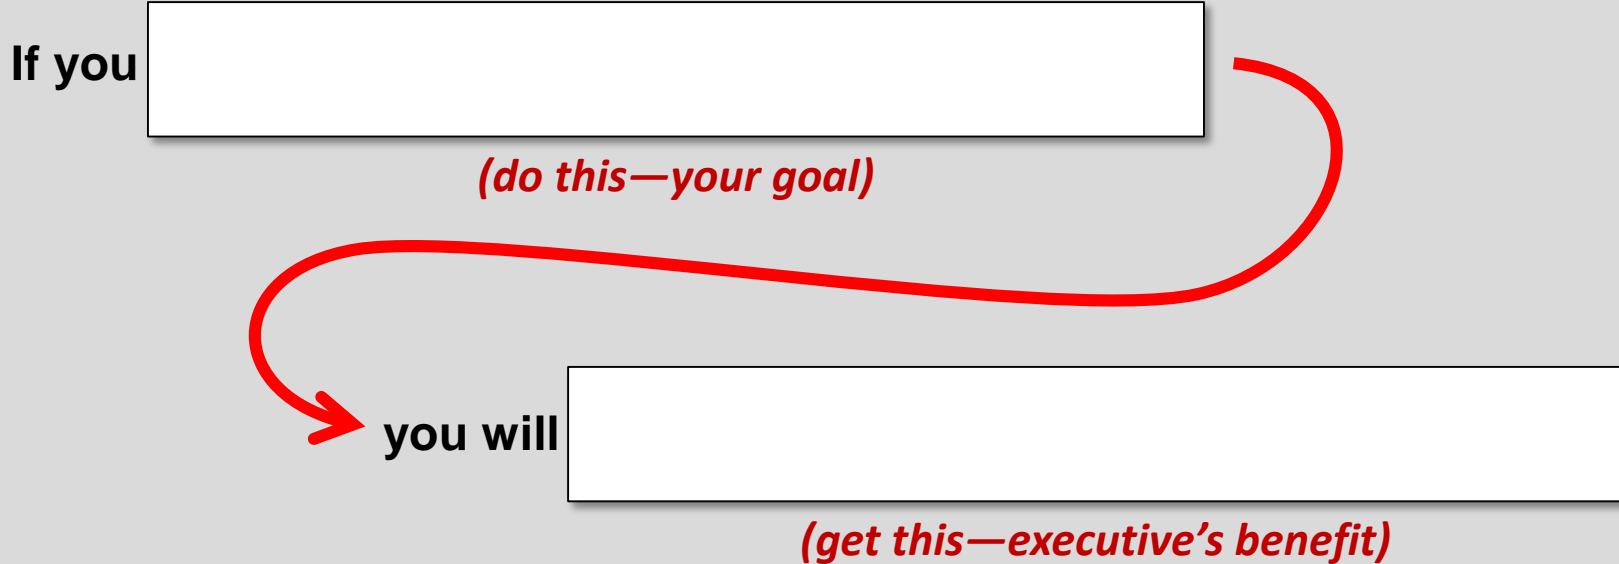 If you
(do this—your goal)
you will
(get this—executive’s benefit)